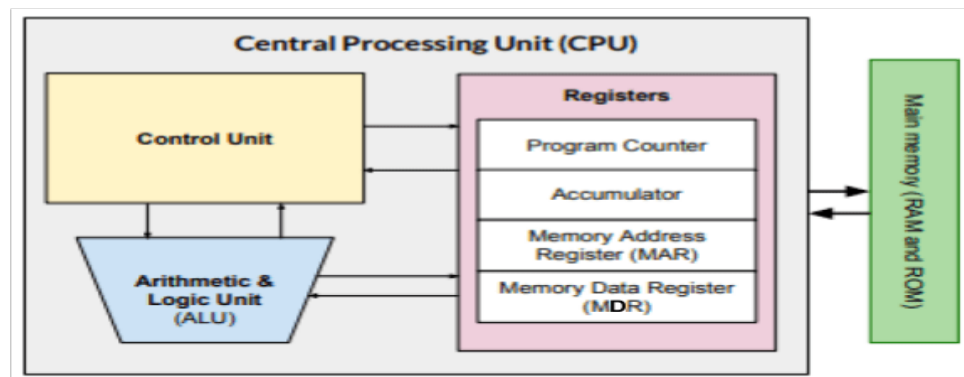 Central Processing Unit (CPU)
Control Unit
Arithmetic &
Logic Unit
(ALU)
Registers
Program Counter
Accumulator
Memory Address
Register (MAR)
Memory Data Register
(MDR)
Main memory (RAM and ROM)